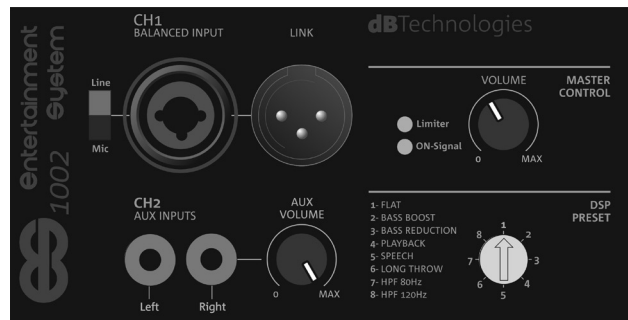 CH1
BALANCED INPUT
LINK
dBTechnologies
Line
Mic
entertainment
system
ES
1002
VOLUME
MASTER
CONTROL
Limiter
ON-Signal
0
MAX
CH2
AUX INPUTS
Left
Right
AUX
VOLUME
0
MAX
1- FLAT
2- BASS BOOST
3- BASS REDUCTION
4- PLAYBACK
5- SPEECH
6- LONG THROW
7- HPF 80Hz
8- HPF 120Hz
DSP
PRESET
1
2
3
4
5
6
7
8